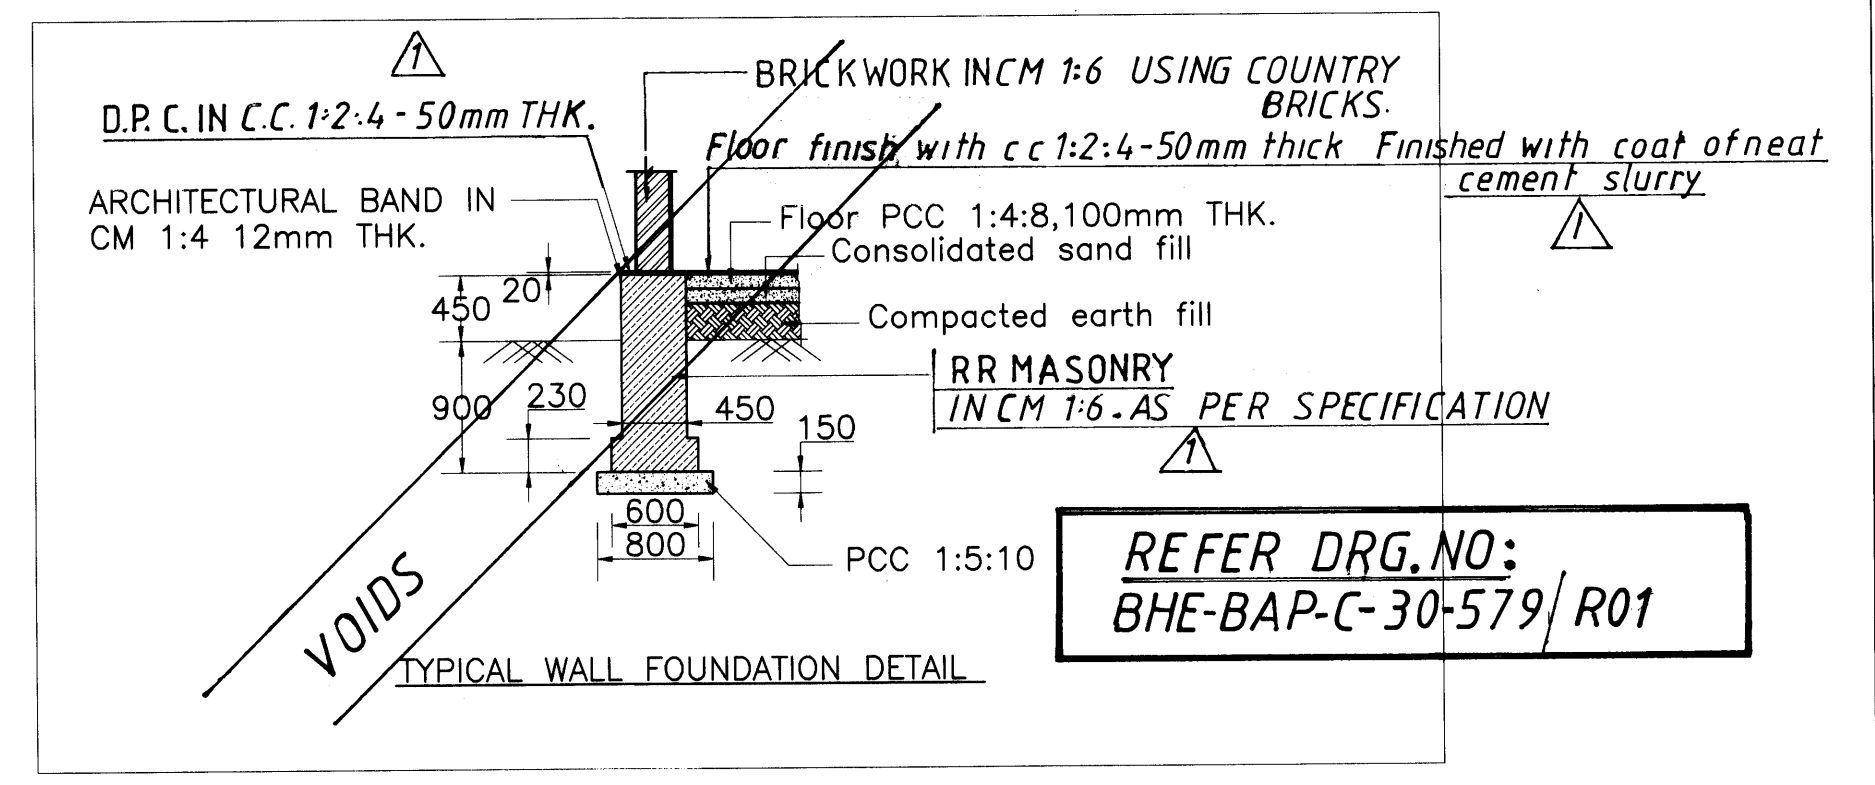 1
BRICKWORK IN CM 1:6 USING COUNTRY
BRICKS.
D.P.C. IN C.C. 1:2:4 - 50mm THK.
Floor finish with c c 1:2:4-50mm thick Finished with coat of neat
cement slurry
1
ARCHITECTURAL BAND IN
CM 1:4 12mm THK.
Floor PCC 1:4:8,100mm THK.
Consolidated sand fill
20
450
Compacted earth fill
RR MASONRY
IN CM 1:6. AS PER SPECIFICATION
1
900
230
450
150
600
800
PCC 1:5:10
VOIDS
TYPICAL WALL FOUNDATION DETAIL
REFER DRG. NO:
BHE-BAP-C-30-579/R01